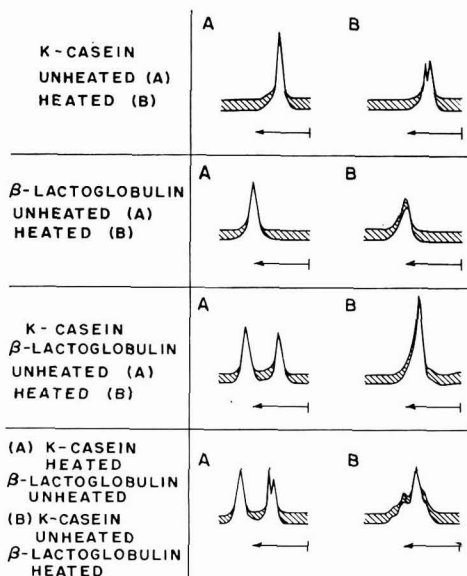 A
B
K-CASEIN
UNHEATED (A)
HEATED (B)
A
B
β-LACTOGLOBULIN
UNHEATED (A)
HEATED (B)
A
B
K- CASEIN
β-LACTOGLOBULIN
UNHEATED (A)
HEATED (B)
A
B
(A) K-CASEIN
HEATED
β-LACTOGLOBULIN
UNHEATED
(B) K-CASEIN
UNHEATED
β-LACTOGLOBULIN
HEATED